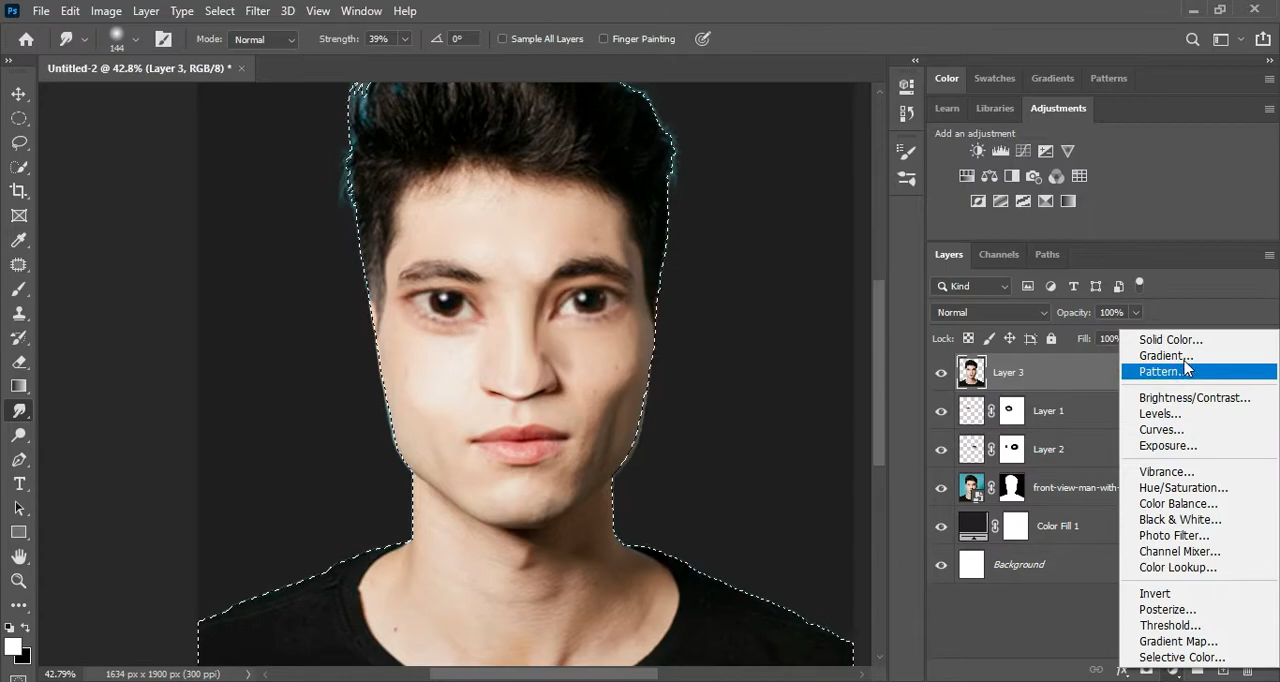 Ps File Edit Image Layer Type Select Filter 3D View Window Help
144 Mode: Normal Strength: 39% 0° Sample All Layers Finger Painting
Untitled-2 @ 42.8% (Layer 3, RGB/8) * ×
Color Swatches Gradients Patterns
Learn Libraries Adjustments
Add an adjustment
Layers Channels Paths
Kind
Normal Opacity: 100%
Lock: Fill: 100%
Layer 3
Layer 1
Layer 2
front-view-man-with-
Color Fill 1
Background
Solid Color...
Gradient...
Pattern...
Brightness/Contrast...
Levels...
Curves...
Exposure...
Vibrance...
Hue/Saturation...
Color Balance...
Black & White...
Photo Filter...
Channel Mixer...
Color Lookup...
Invert
Posterize...
Threshold...
Gradient Map...
Selective Color...
42.79% 1634 px x 1900 px (300 ppi)